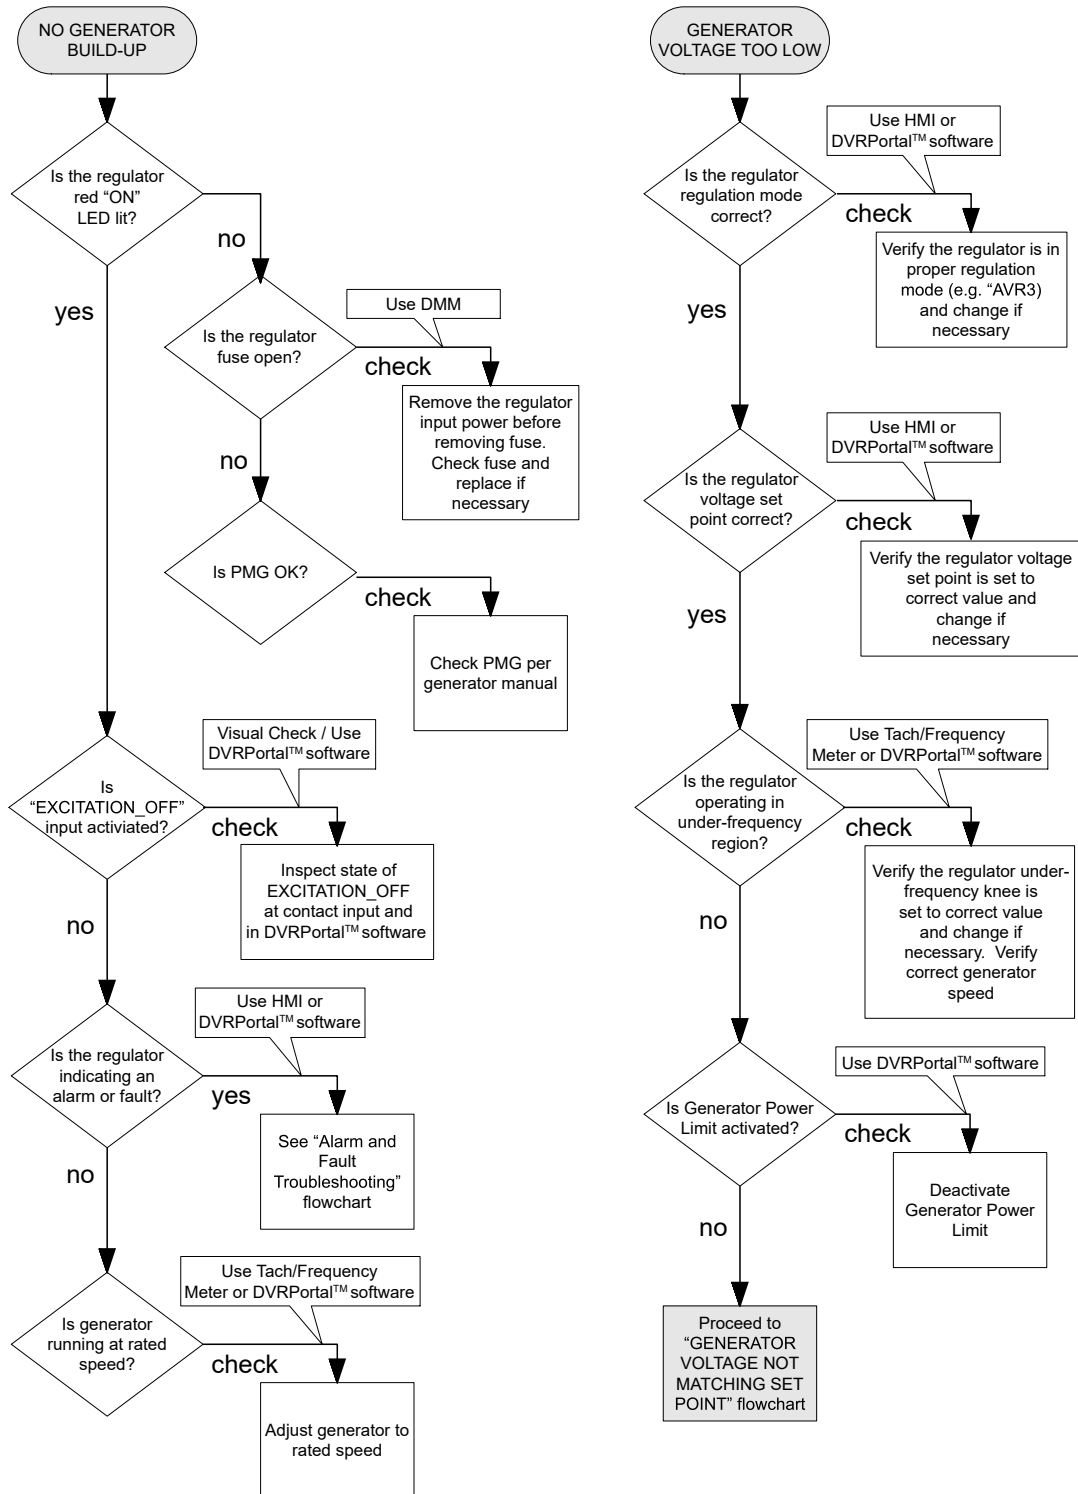 NO GENERATOR
BUILD-UP
Is the regulator
red “ON”
LED lit?
no
yes
Use DMM
Is the regulator
fuse open?
check
Remove the regulator
input power before
removing fuse.
Check fuse and
replace if
necessary
no
Is PMG OK?
check
Check PMG per
generator manual
Visual Check / Use
DVRPortal™ software
Is
“EXCITATION_OFF”
input activiated?
check
Inspect state of
EXCITATION_OFF
at contact input and
in DVRPortal™ software
no
Use HMI or
DVRPortal™ software
Is the regulator
indicating an
alarm or fault?
yes
See “Alarm and
Fault
Troubleshooting”
flowchart
no
Use Tach/Frequency
Meter or DVRPortal™ software
Is generator
running at rated
speed?
check
Adjust generator to
rated speed
GENERATOR
VOLTAGE TOO LOW
Use HMI or
DVRPortal™ software
Is the regulator
regulation mode
correct?
check
Verify the regulator is in
proper regulation
mode (e.g. “AVR3)
and change if
necessary
yes
Use HMI or
DVRPortal™ software
Is the regulator
voltage set
point correct?
check
Verify the regulator voltage
set point is set to
correct value and
change if
necessary
yes
Use Tach/Frequency
Meter or DVRPortal™ software
Is the regulator
operating in
under-frequency
region?
check
Verify the regulator under-
frequency knee is
set to correct value
and change if
necessary. Verify
correct generator
speed
no
Use DVRPortal™ software
Is Generator Power
Limit activated?
check
Deactivate
Generator Power
Limit
no
Proceed to
“GENERATOR
VOLTAGE NOT
MATCHING SET
POINT” flowchart